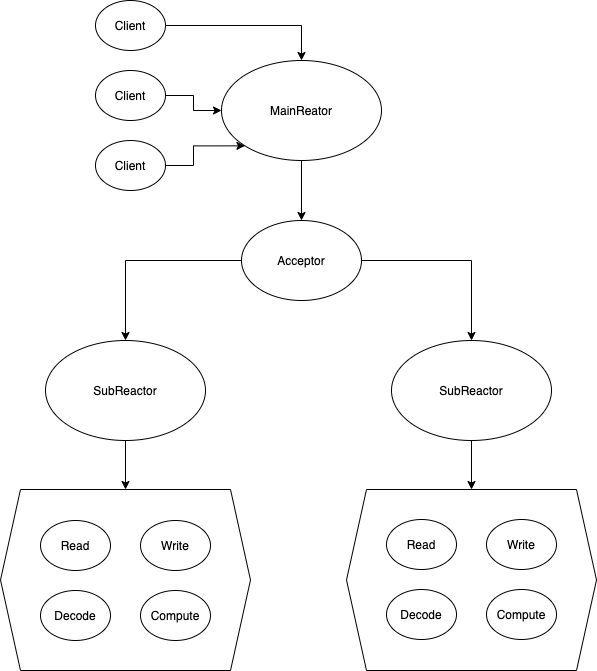 Client
Client
MainReator
Client
Acceptor
SubReactor
SubReactor
Read
Write
Read
Write
Decode
Compute
Decode
Compute